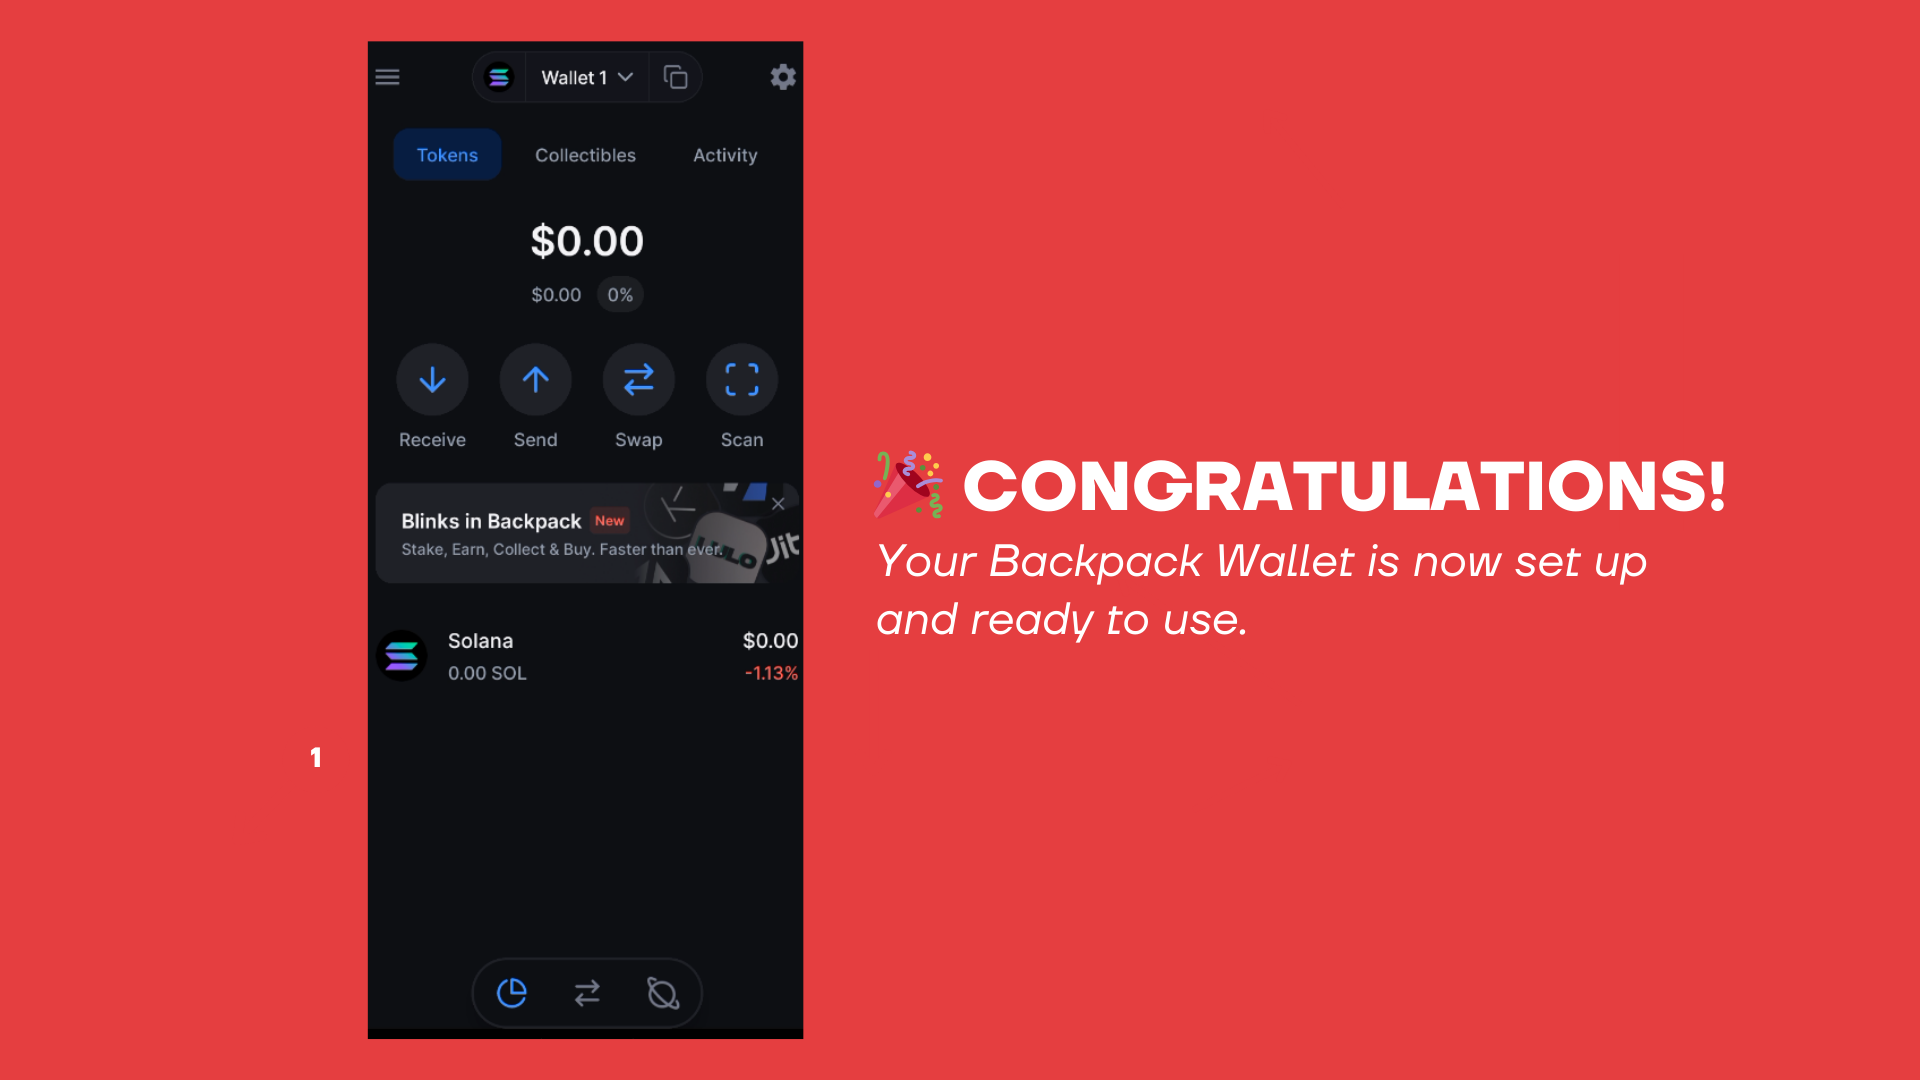 Wallet 1
Tokens Collectibles Activity
$0.00
$0.00 0%
Receive Send Swap Scan
Blinks in Backpack New
Stake, Earn, Collect & Buy. Faster than ever.
Solana $0.00
0.00 SOL -1.13%
1
🎉 CONGRATULATIONS!
Your Backpack Wallet is now set up
and ready to use.